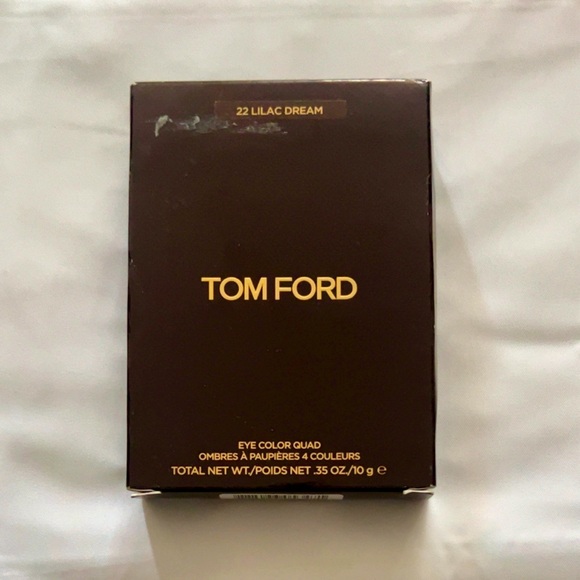 22 LILAC DREAM
TOM FORD
EYE COLOR QUAD
OMBRES À PAUPIÈRES 4 COULEURS
TOTAL NET WT./POIDS NET .35 OZ./10 g ℮